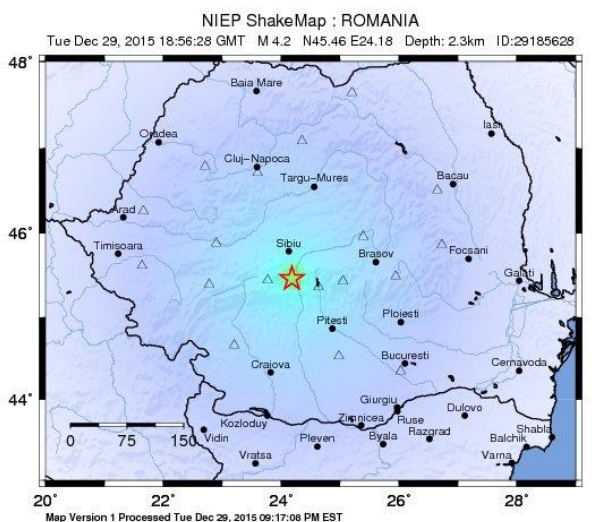 NIEP ShakeMap : ROMANIA
Tue Dec 29, 2015 18:56:28 GMT M 4.2 N45.46 E24.18 Depth: 2.3km ID:29185628
48°
Baia Mare
Iasi
Oradea
Cluj-Napoca
Targu-Mures
Bacau
Arad
46°
Timisoara
Sibiu
Brasov
Focsani
Galati
Pitesti
Ploiesti
Craiova
Bucuresti
Cernavoda
44°
Giurgiu
Kozloduy
Zimnicea
Ruse
Dulovo
Vidin
Pleven
Byala
Razgrad
Shabla
Balchik
Vratsa
Varna
0 75 150
20° 22° 24° 26° 28°
Map Version 1 Processed Tue Dec 29, 2015 09:17:08 PM EST